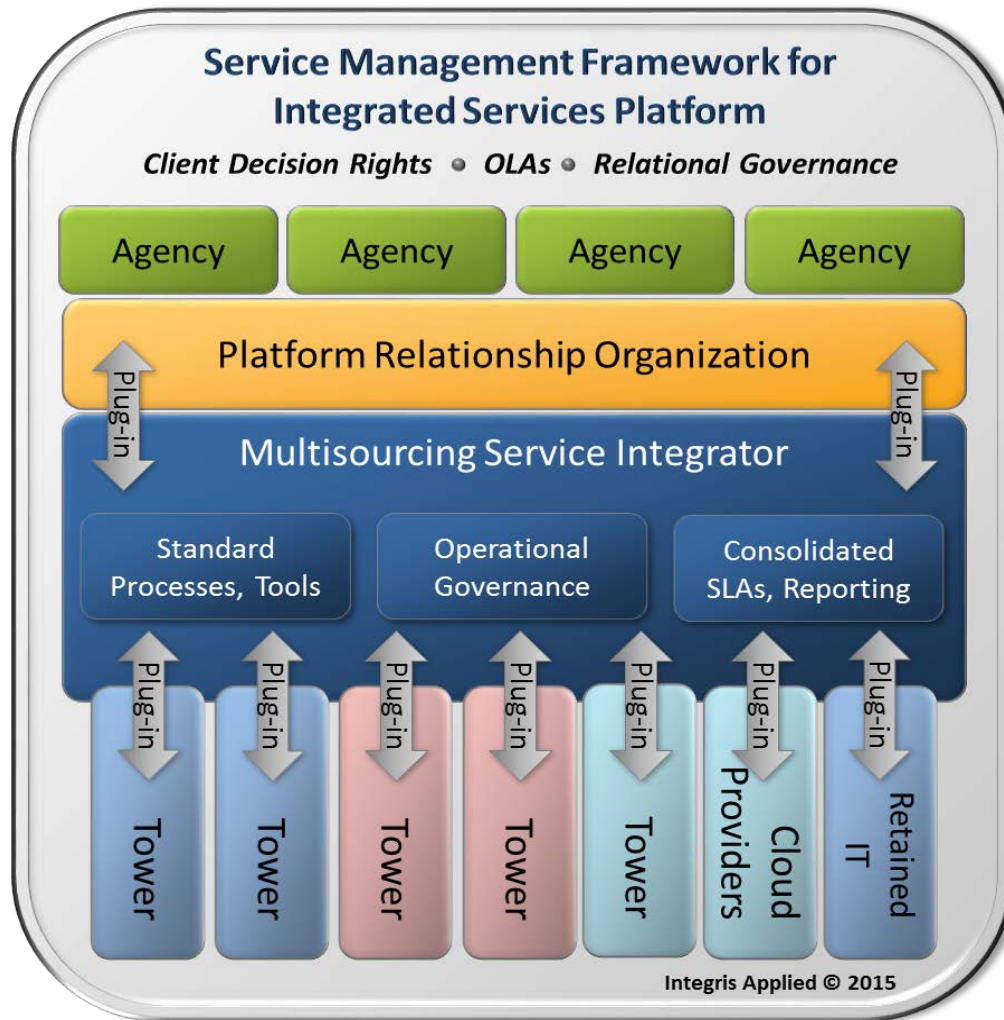 Service Management Framework for
Integrated Services Platform
Client Decision Rights • OLAs • Relational Governance
Agency
Agency
Agency
Agency
Platform Relationship Organization
Plug-in
Plug-in
Multisourcing Service Integrator
Standard
Processes, Tools
Operational
Governance
Consolidated
SLAs, Reporting
Plug-in
Plug-in
Plug-in
Plug-in
Plug-in
Plug-in
Plug-in
Tower
Tower
Tower
Tower
Tower
Cloud
Providers
Retained
IT
Integris Applied © 2015